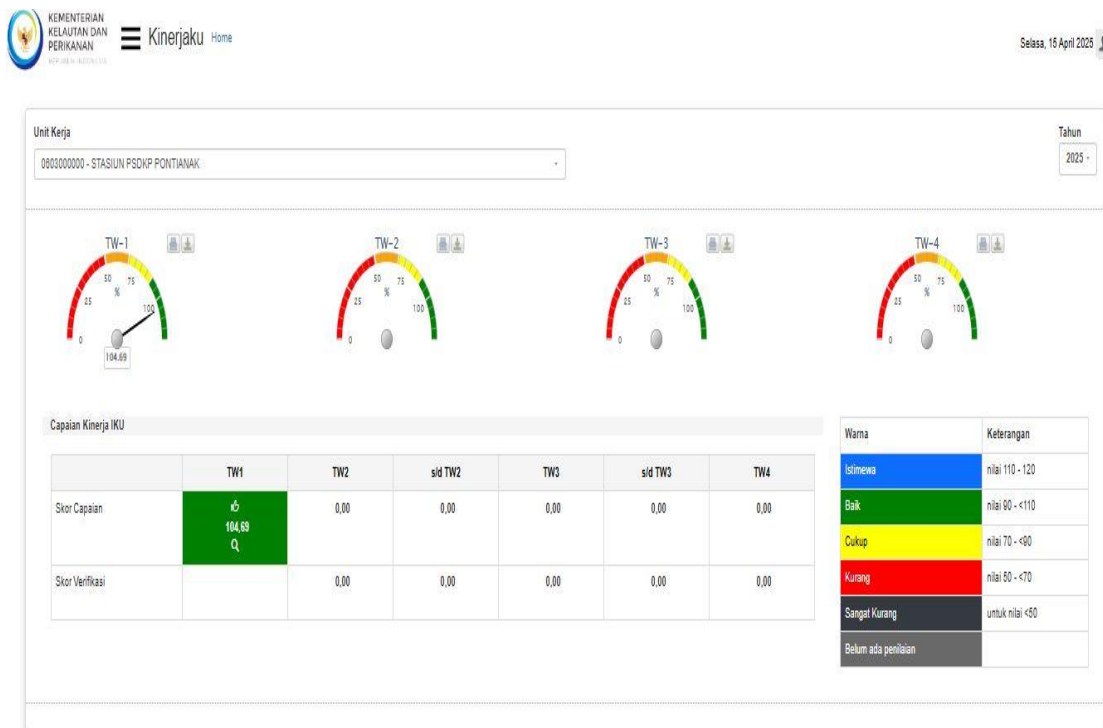 KEMENTERIAN
KELAUTAN DAN
PERIKANAN
REPUBLIK INDONESIA
Kinerjaku Home
Selasa, 15 April 2025
Unit Kerja
Tahun
0603000000 - STASIUN PSDKP PONTIANAK
2025
TW-1
0 25 50 75 100
%
104.69
TW-2
0 25 50 75 100
%
TW-3
0 25 50 75 100
%
TW-4
0 25 50 75 100
%
Capaian Kinerja IKU
TW1 TW2 s/d TW2 TW3 s/d TW3 TW4
Skor Capaian 104,69 0,00 0,00 0,00 0,00 0,00
Skor Verifikasi 0,00 0,00 0,00 0,00 0,00
Warna Keterangan
Istimewa nilai 110 - 120
Baik nilai 90 - <110
Cukup nilai 70 - <90
Kurang nilai 50 - <70
Sangat Kurang untuk nilai <50
Belum ada penilaian